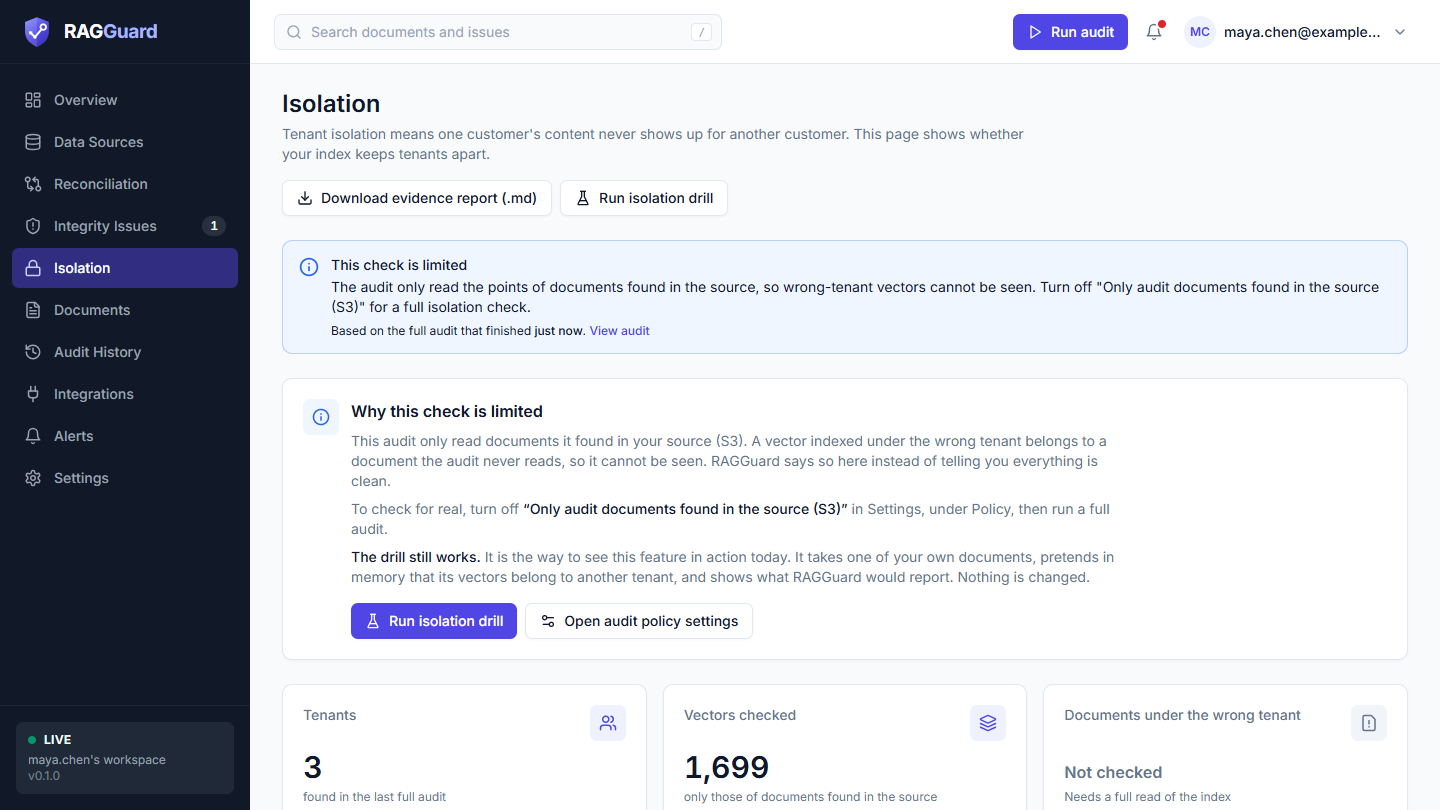 RAGGuard
Search documents and issues
/
Run audit
MC
maya.chen@example...
Overview
Data Sources
Reconciliation
Integrity Issues
1
Isolation
Documents
Audit History
Integrations
Alerts
Settings
LIVE
maya.chen's workspace
v0.1.0
Isolation
Tenant isolation means one customer's content never shows up for another customer. This page shows whether
your index keeps tenants apart.
Download evidence report (.md)
Run isolation drill
This check is limited
The audit only read the points of documents found in the source, so wrong-tenant vectors cannot be seen. Turn off "Only audit documents found in the source
(S3)" for a full isolation check.
Based on the full audit that finished just now. View audit
Why this check is limited
This audit only read documents it found in your source (S3). A vector indexed under the wrong tenant belongs to a
document the audit never reads, so it cannot be seen. RAGGuard says so here instead of telling you everything is
clean.
To check for real, turn off “Only audit documents found in the source (S3)” in Settings, under Policy, then run a full
audit.
The drill still works. It is the way to see this feature in action today. It takes one of your own documents, pretends in
memory that its vectors belong to another tenant, and shows what RAGGuard would report. Nothing is changed.
Run isolation drill
Open audit policy settings
Tenants
3
found in the last full audit
Vectors checked
1,699
only those of documents found in the source
Documents under the wrong tenant
Not checked
Needs a full read of the index